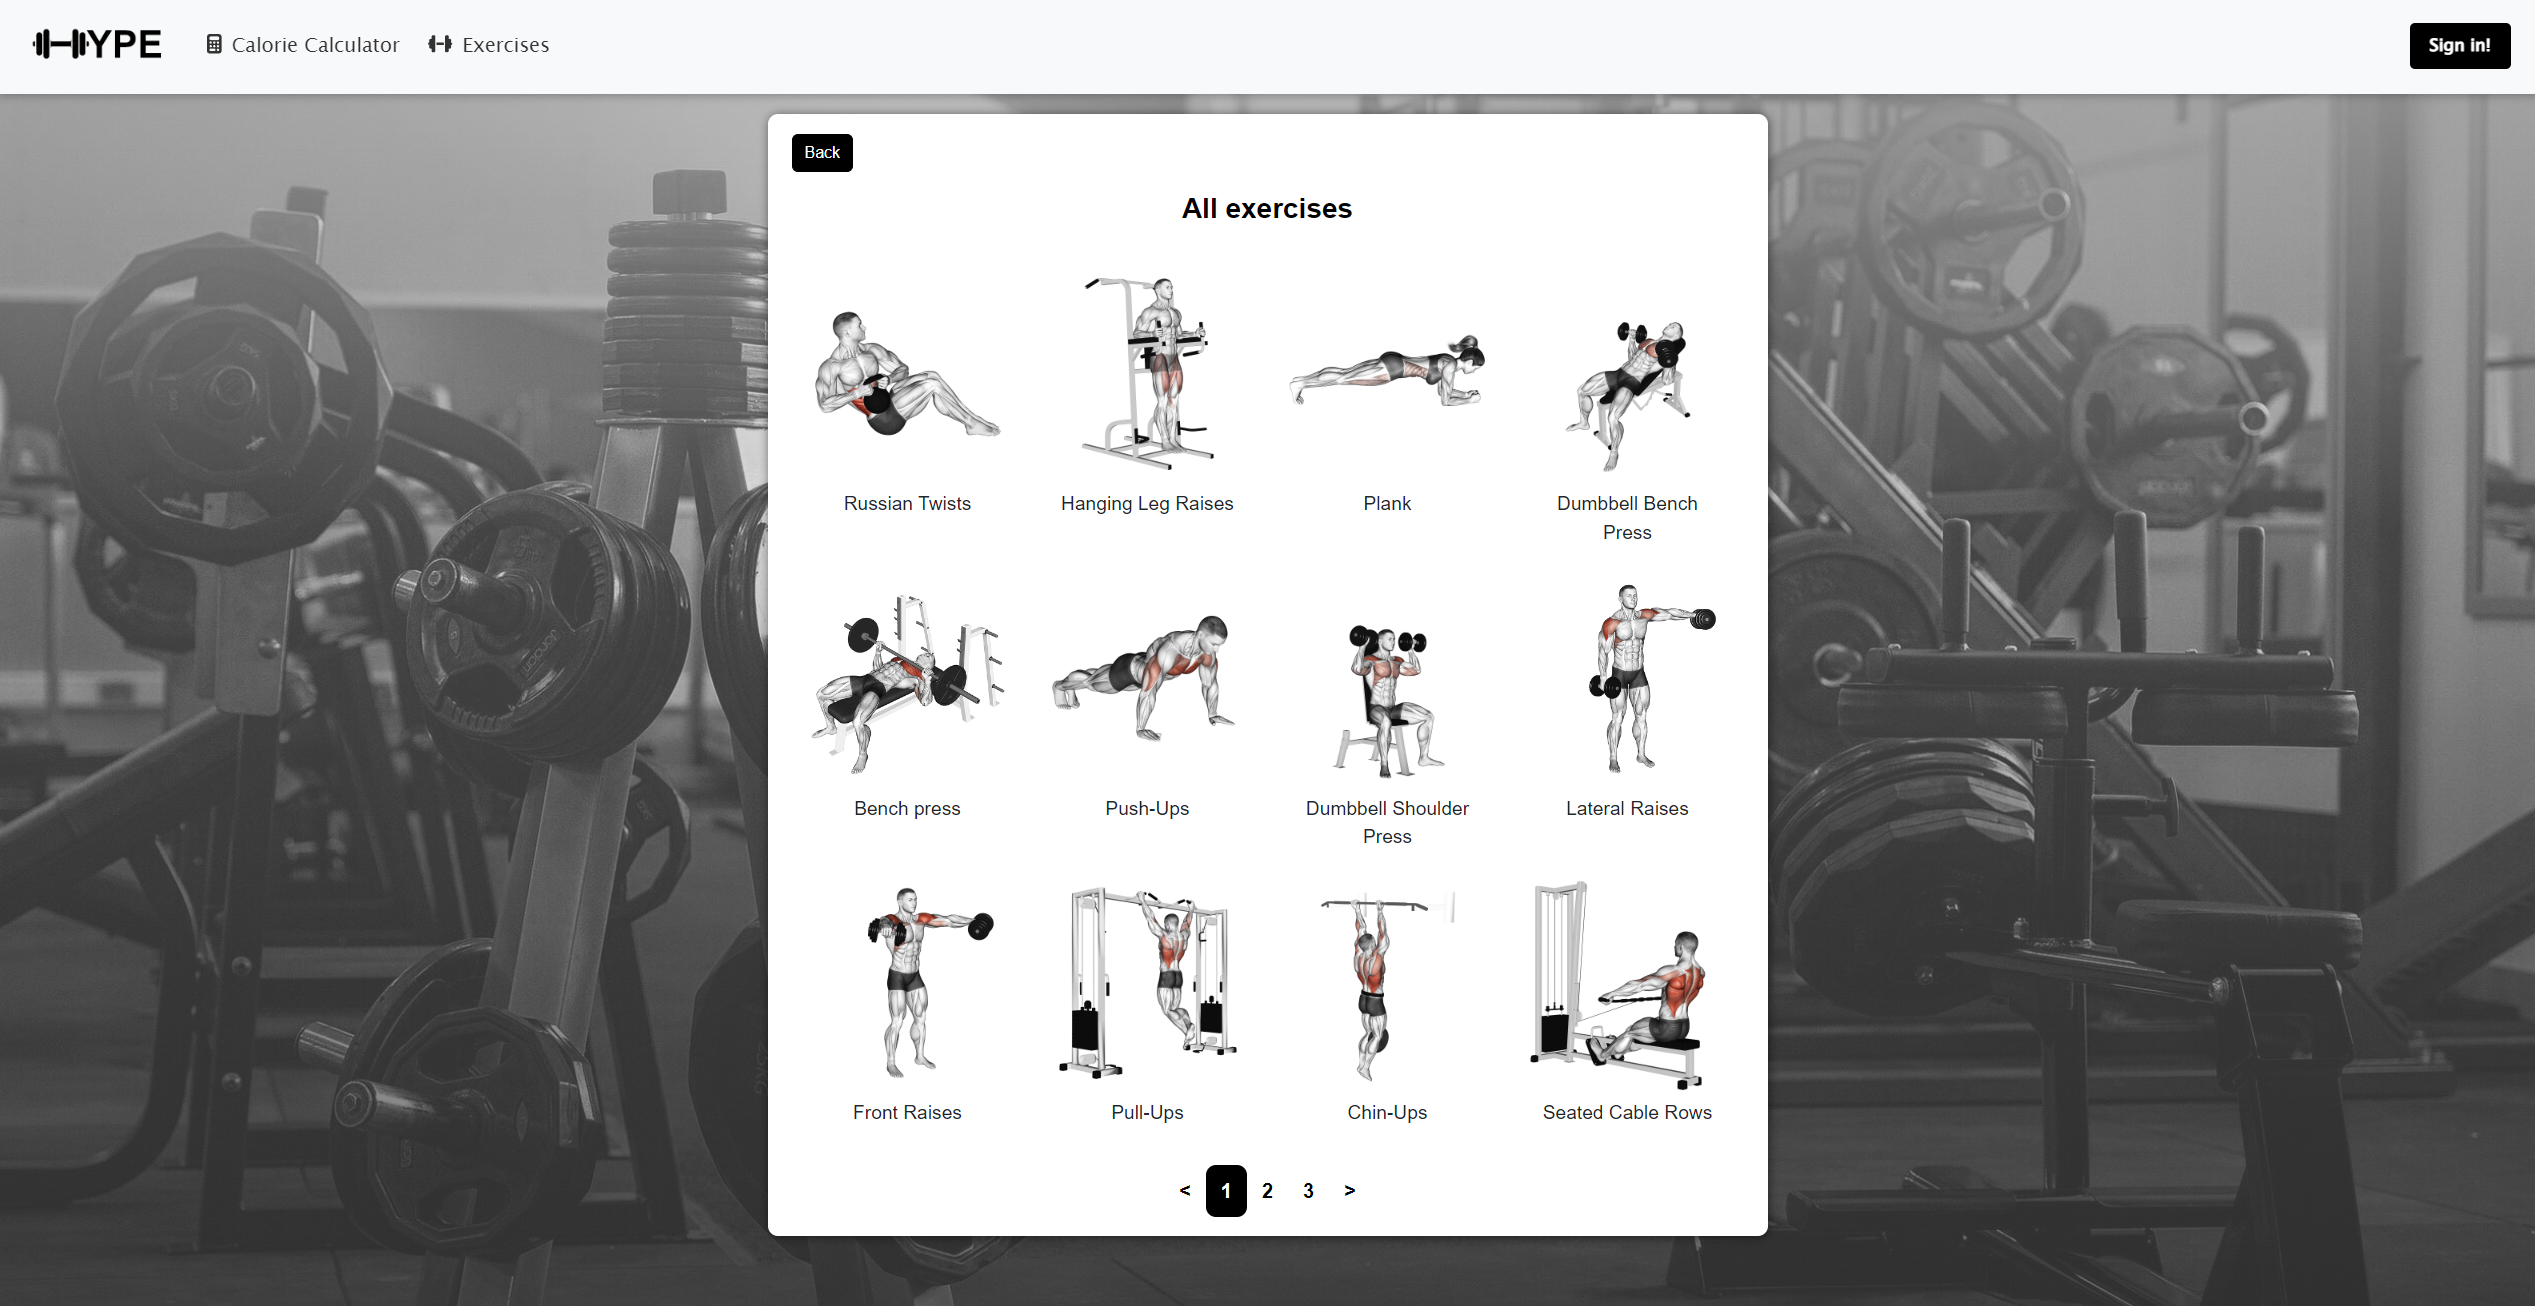 HYPE
Calorie Calculator
Exercises
Sign in!
Back
All exercises
Russian Twists
Hanging Leg Raises
Plank
Dumbbell Bench
Press
Bench press
Push-Ups
Dumbbell Shoulder
Press
Lateral Raises
Front Raises
Pull-Ups
Chin-Ups
Seated Cable Rows
< 1 2 3 >